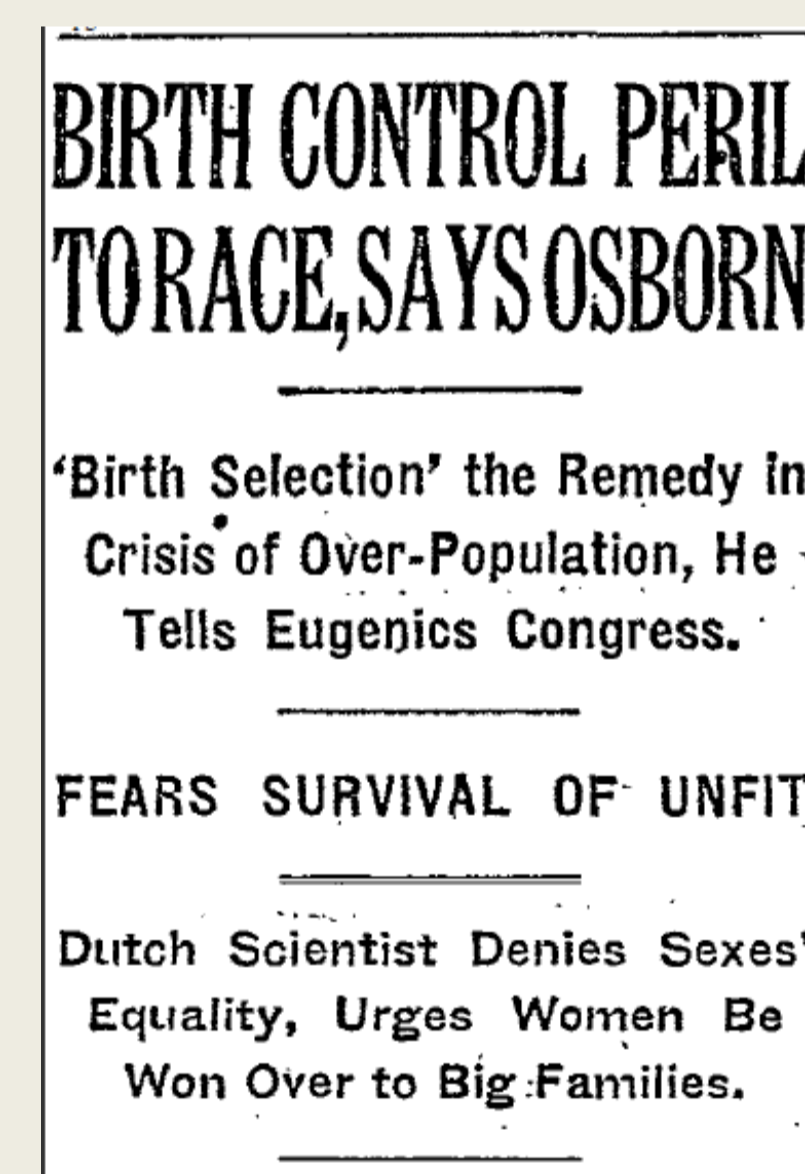 BIRTH CONTROL PERIL
TO RACE, SAYS OSBORN
'Birth Selection' the Remedy in
Crisis of Over-Population, He
Tells Eugenics Congress.
FEARS SURVIVAL OF UNFIT
Dutch Scientist Denies Sexes'
Equality, Urges Women Be
Won Over to Big Families.